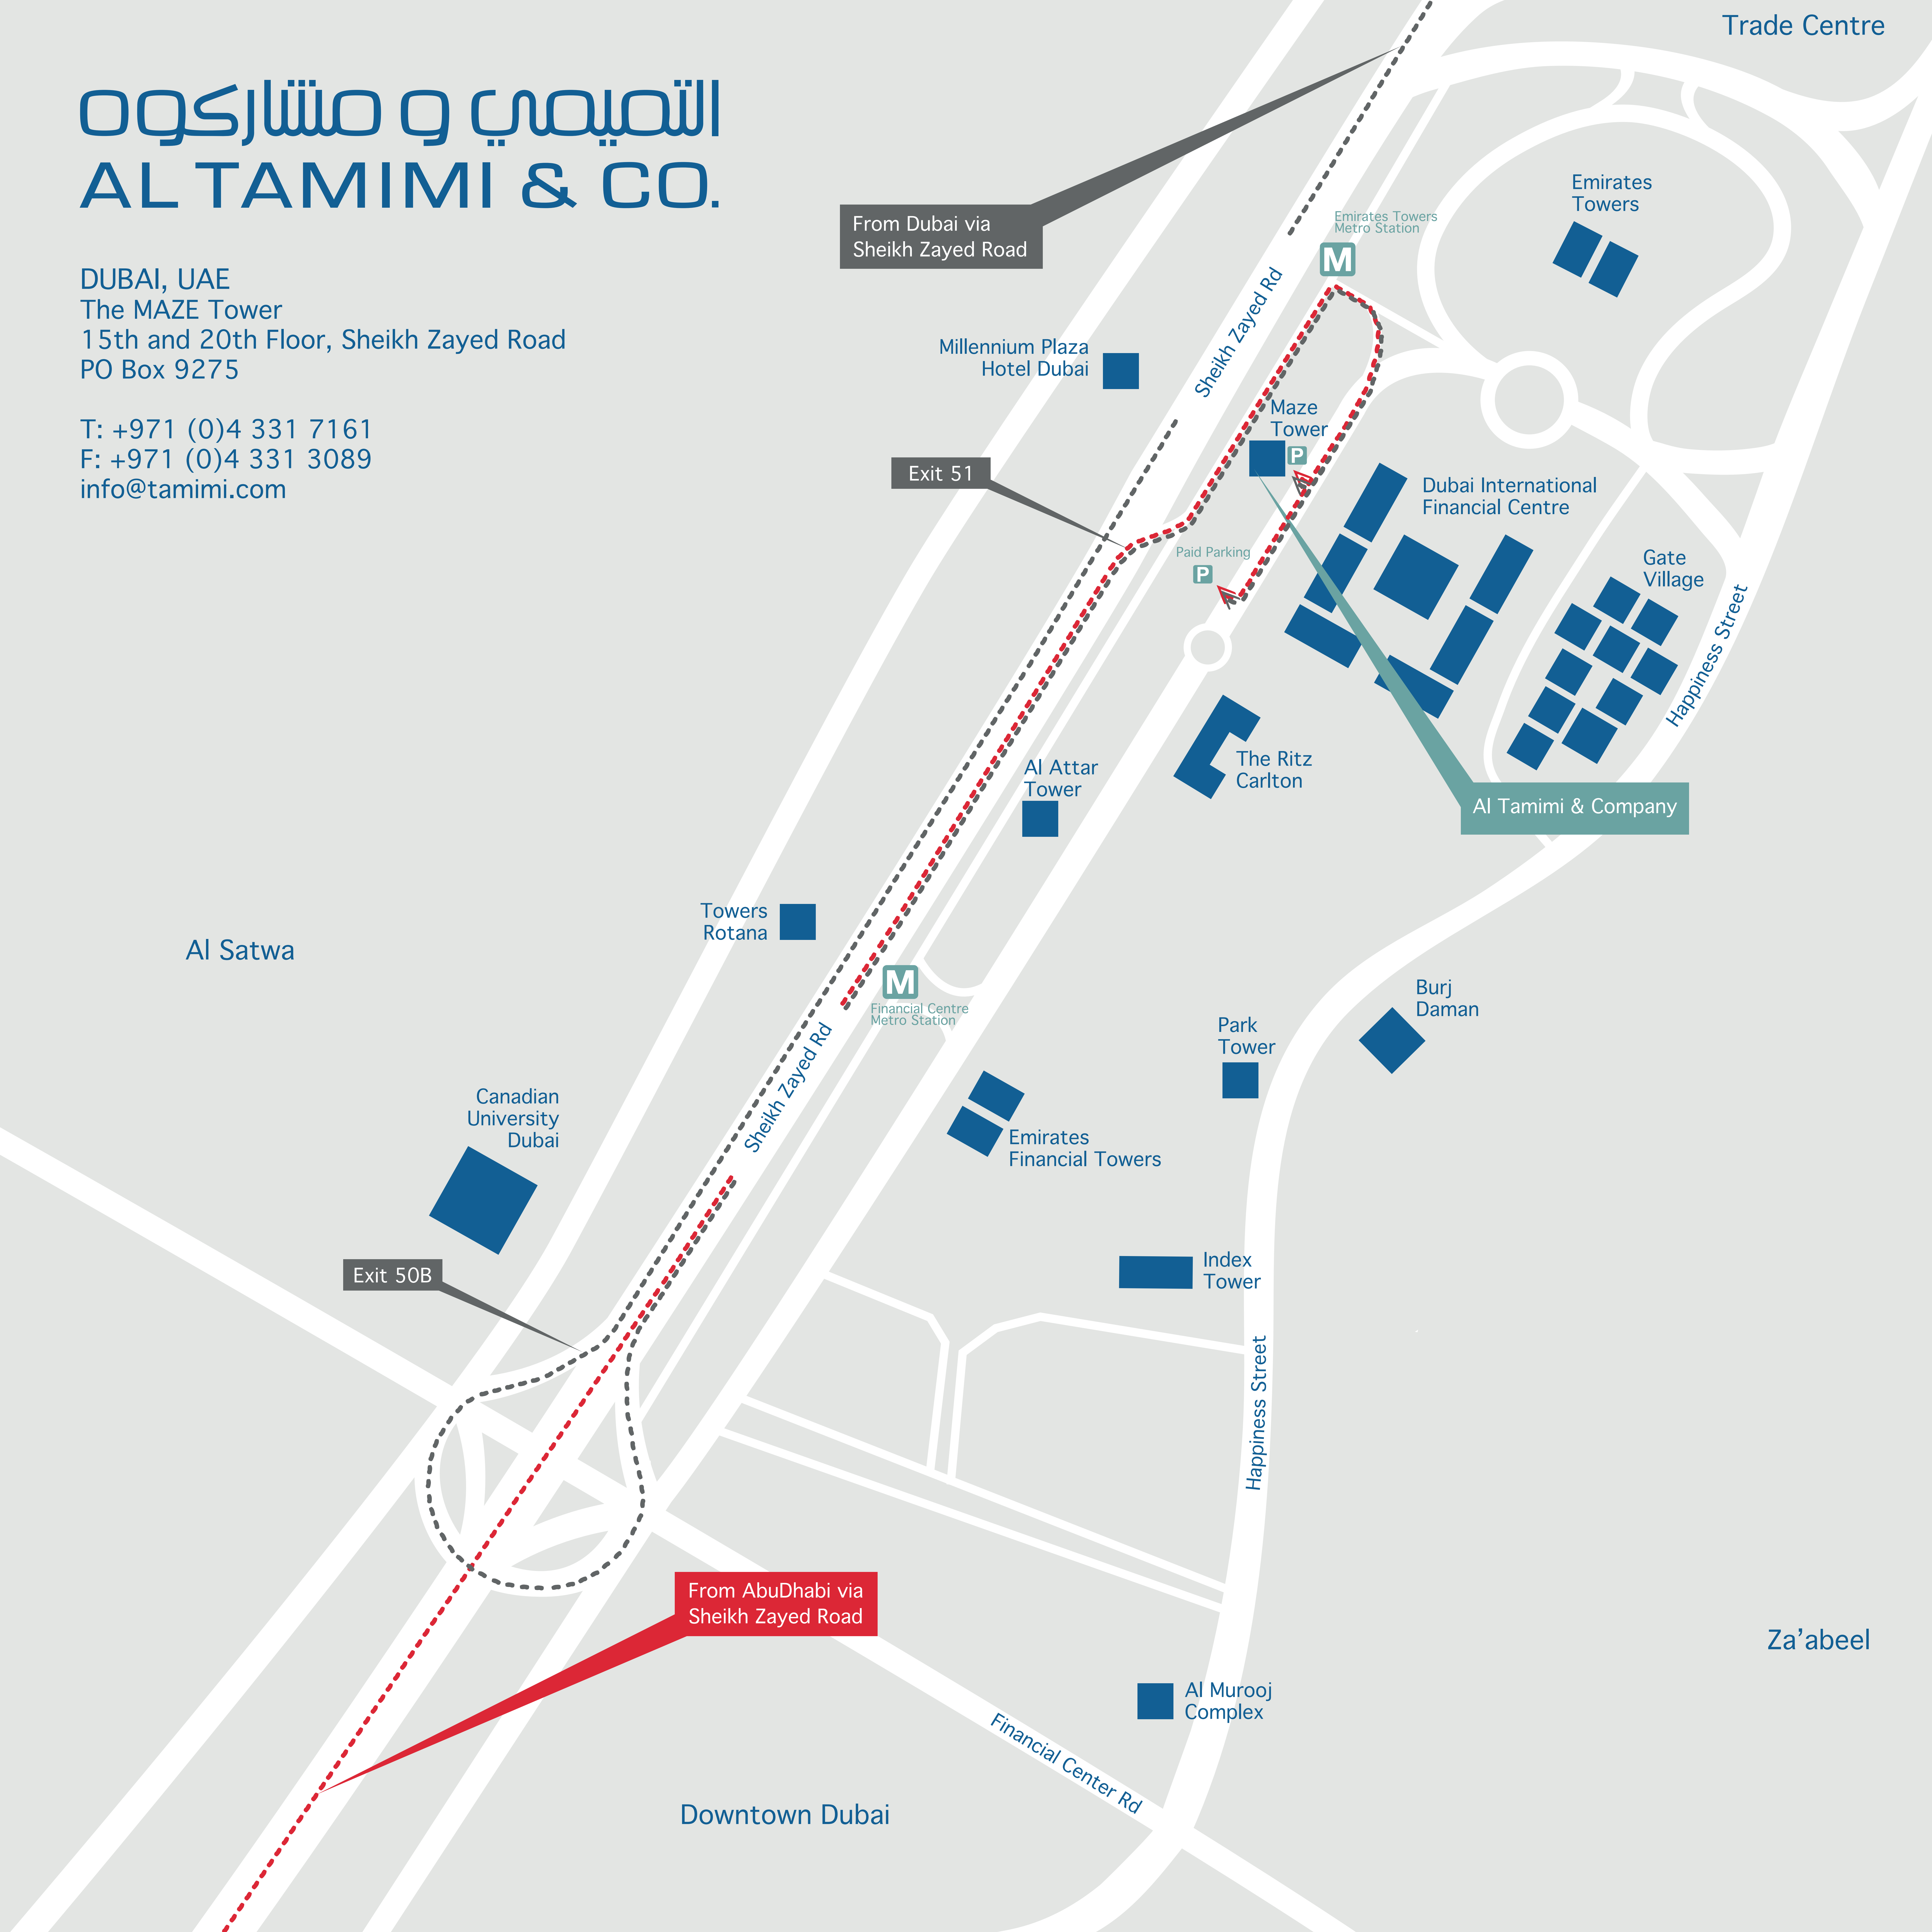 التميمي و مشاركوه
AL TAMIMI & CO.
DUBAI, UAE
The MAZE Tower
15th and 20th Floor, Sheikh Zayed Road
PO Box 9275
T: +971 (0)4 331 7161
F: +971 (0)4 331 3089
info@tamimi.com
Trade Centre
Emirates
Towers
From Dubai via
Sheikh Zayed Road
Emirates Towers
Metro Station
M
Sheikh Zayed Rd
Millennium Plaza
Hotel Dubai
Maze
Tower
P
Exit 51
Dubai International
Financial Centre
Paid Parking
P
Gate
Village
Happiness Street
The Ritz
Carlton
Al Attar
Tower
Al Tamimi & Company
Towers
Rotana
Al Satwa
M
Financial Centre
Metro Station
Sheikh Zayed Rd
Burj
Daman
Park
Tower
Canadian
University
Dubai
Emirates
Financial Towers
Exit 50B
Index
Tower
Happiness Street
From AbuDhabi via
Sheikh Zayed Road
Za'abeel
Al Murooj
Complex
Financial Center Rd
Downtown Dubai